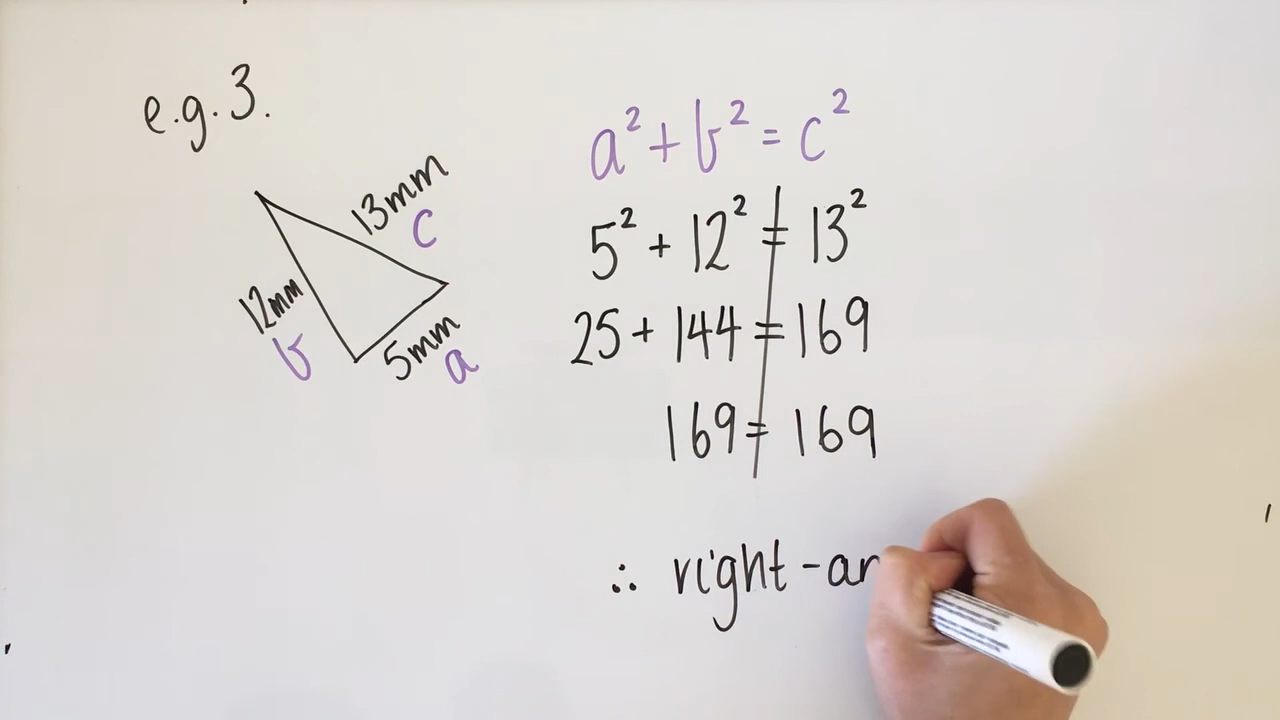 e.g. 3.
13mm
c
12mm
b
5mm
a
a² + b² = c²
5² + 12² = 13²
25 + 144 = 169
169 = 169
∴ right-an